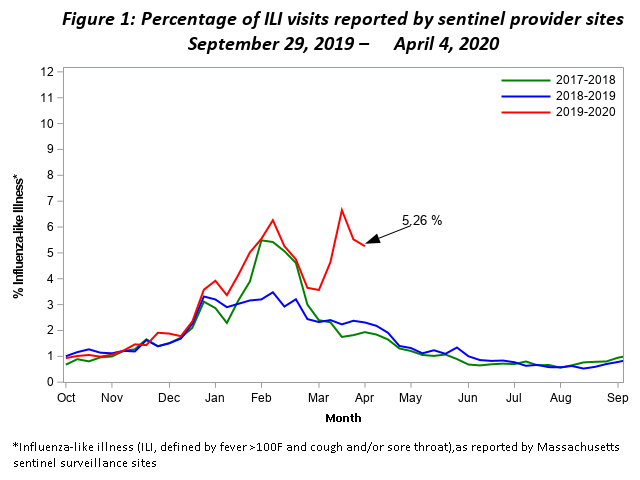 Figure 1: Percentage of ILI visits reported by sentinel provider sites
September 29, 2019 – April 4, 2020
2017-2018
2018-2019
2019-2020
% Influenza-like Illness*
12
11
10
9
8
7
6
5
4
3
2
1
0
5.26 %
Oct Nov Dec Jan Feb Mar Apr May Jun Jul Aug Sep
Month
*Influenza-like illness (ILI, defined by fever >100F and cough and/or sore throat),as reported by Massachusetts
sentinel surveillance sites